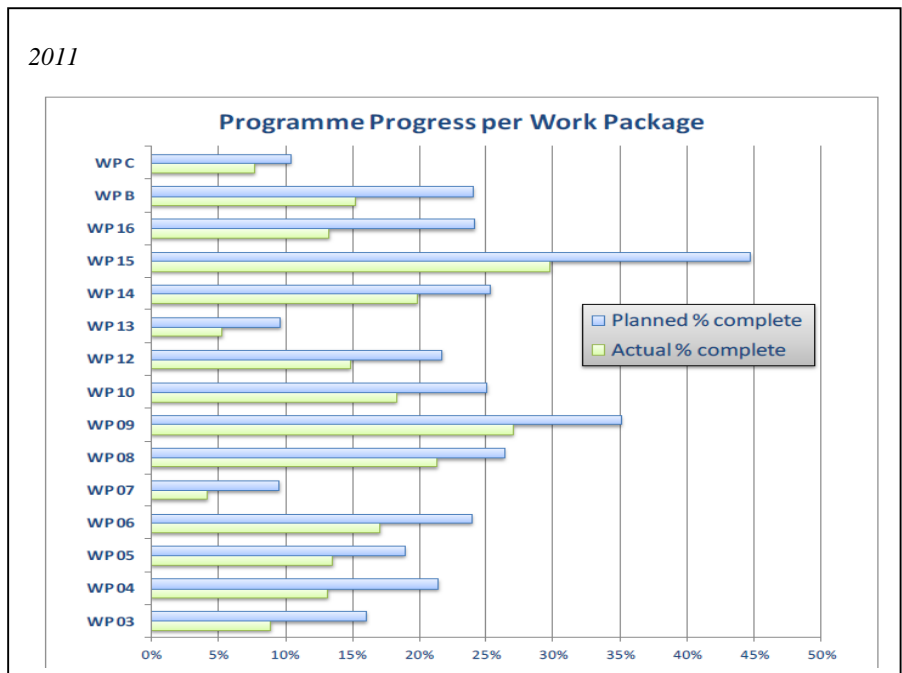 2011
Programme Progress per Work Package
WP C
WP B
WP 16
WP 15
WP 14
WP 13
WP 12
WP 10
WP 09
WP 08
WP 07
WP 06
WP 05
WP 04
WP 03
Planned % complete
Actual % complete
0% 5% 10% 15% 20% 25% 30% 35% 40% 45% 50%